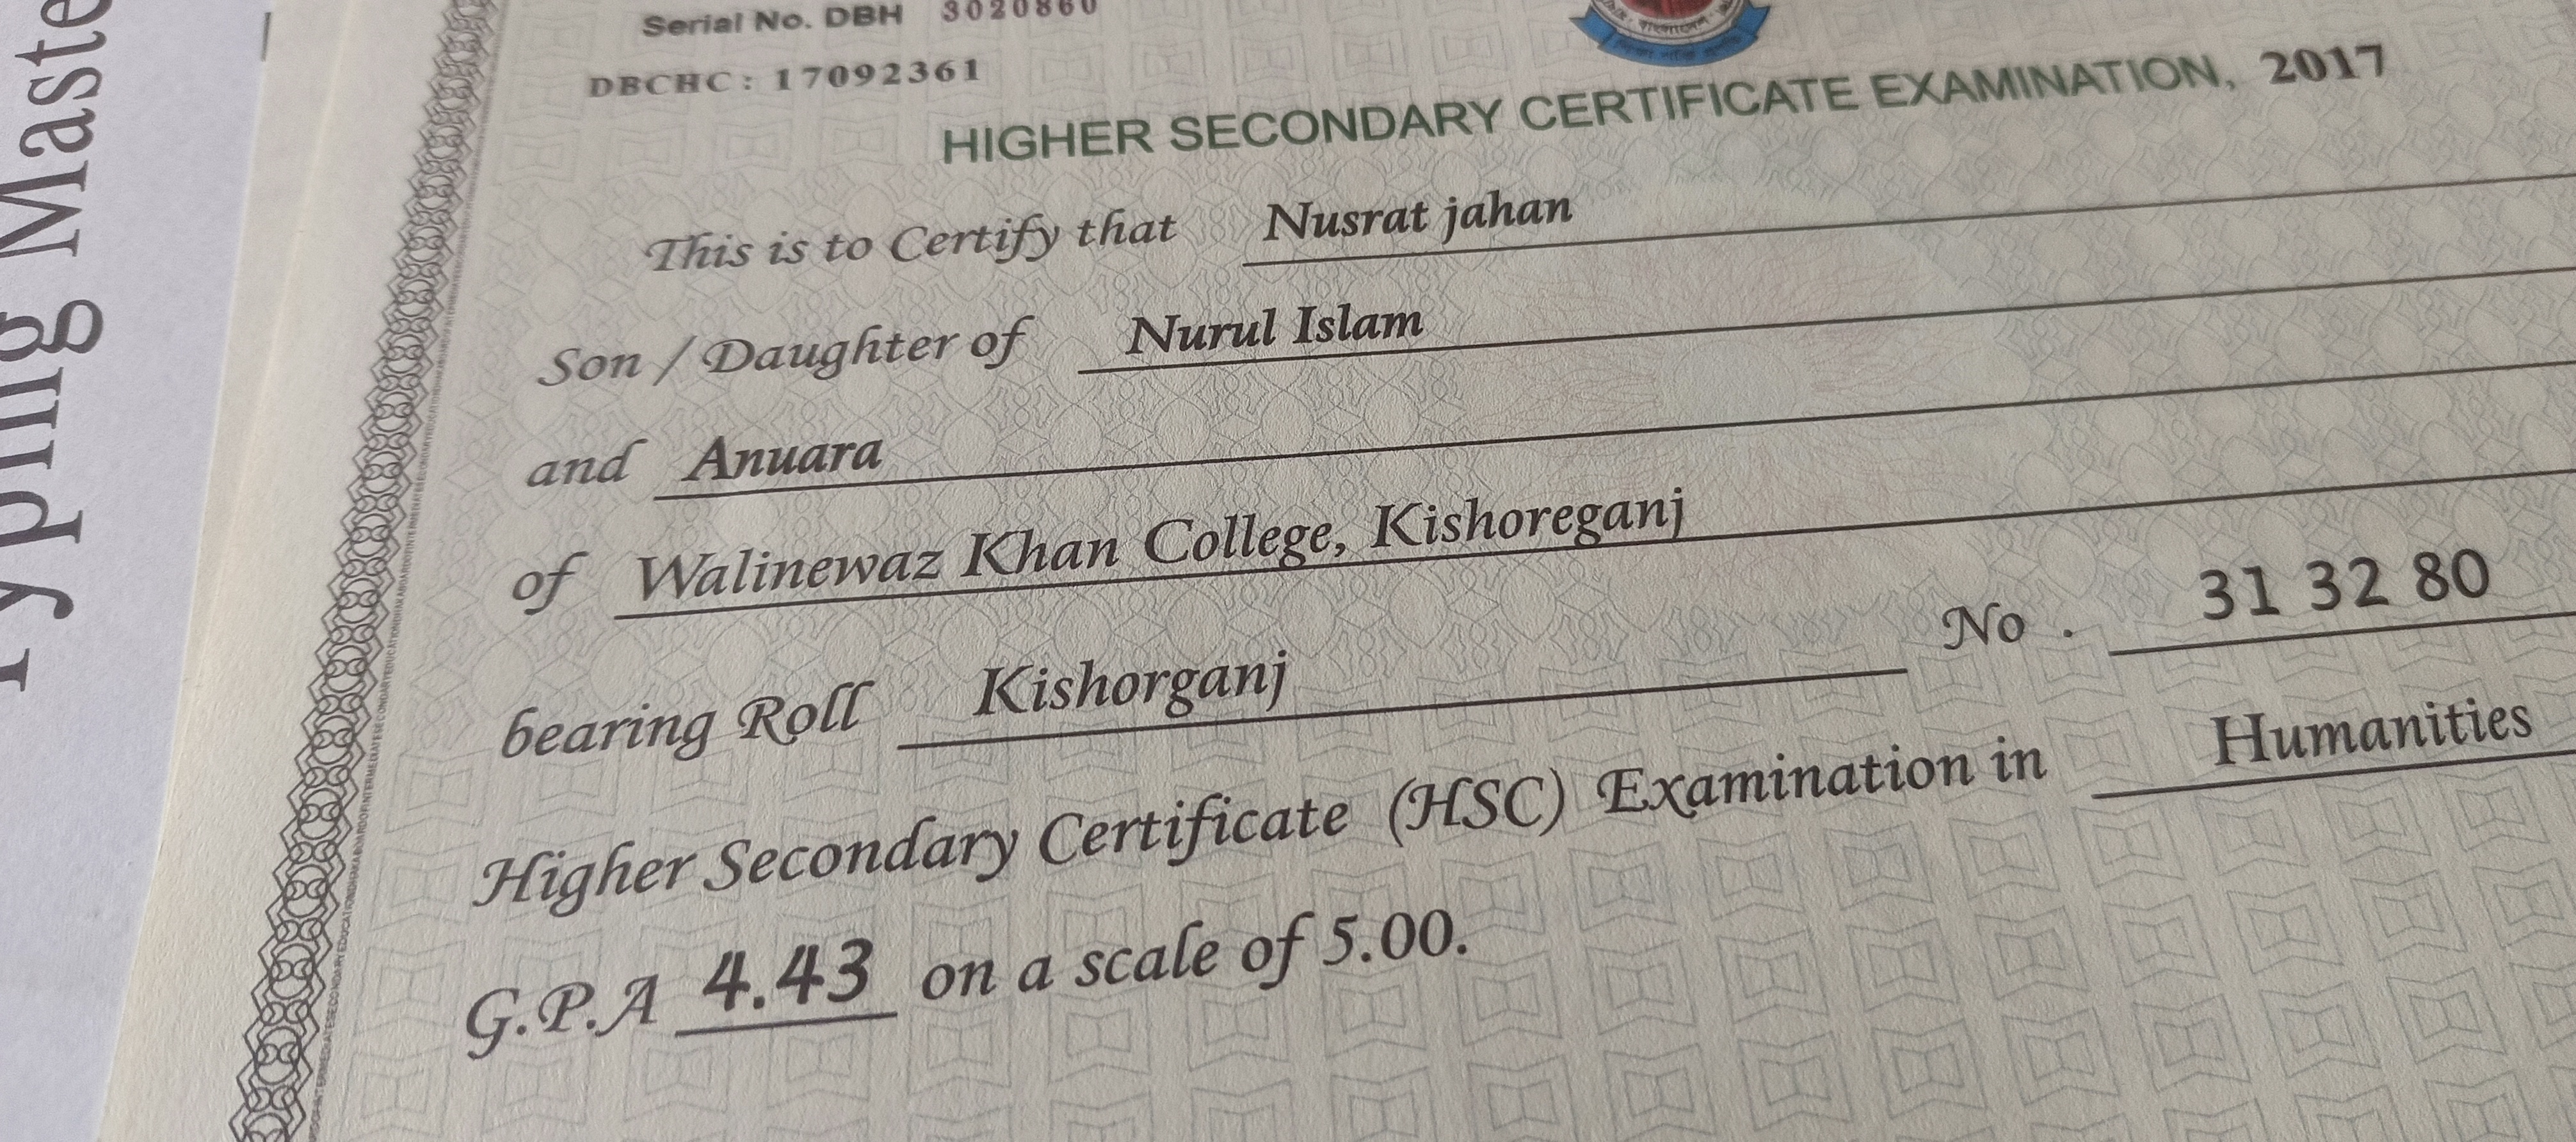 Serial No. DBH 3020860
DBCHC : 17092361
HIGHER SECONDARY CERTIFICATE EXAMINATION, 2017
This is to Certify that Nusrat jahan
Son / Daughter of Nurul Islam
and Anuara
of Walinewaz Khan College, Kishoreganj
bearing Roll Kishorganj No . 31 32 80
Higher Secondary Certificate (HSC) Examination in Humanities
G.P.A 4.43 on a scale of 5.00.
Typing Maste